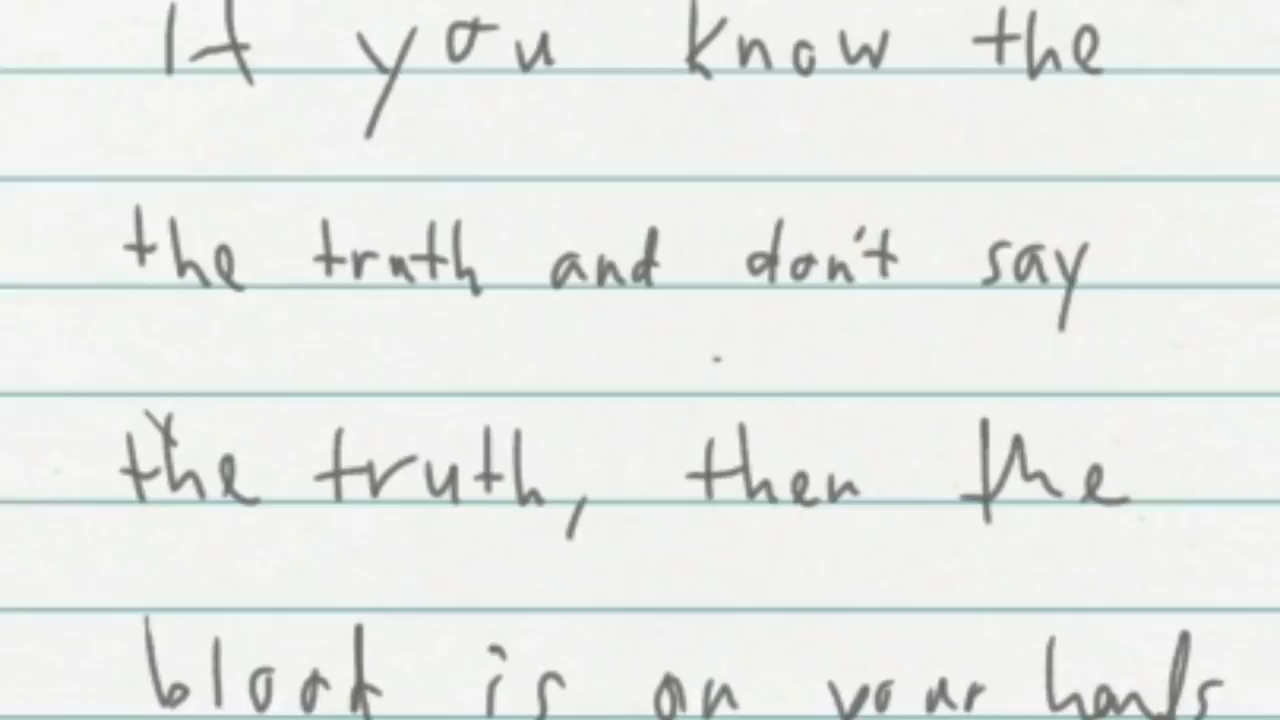 If you know the
the truth and don't say
the truth, then the
blood is on your hands